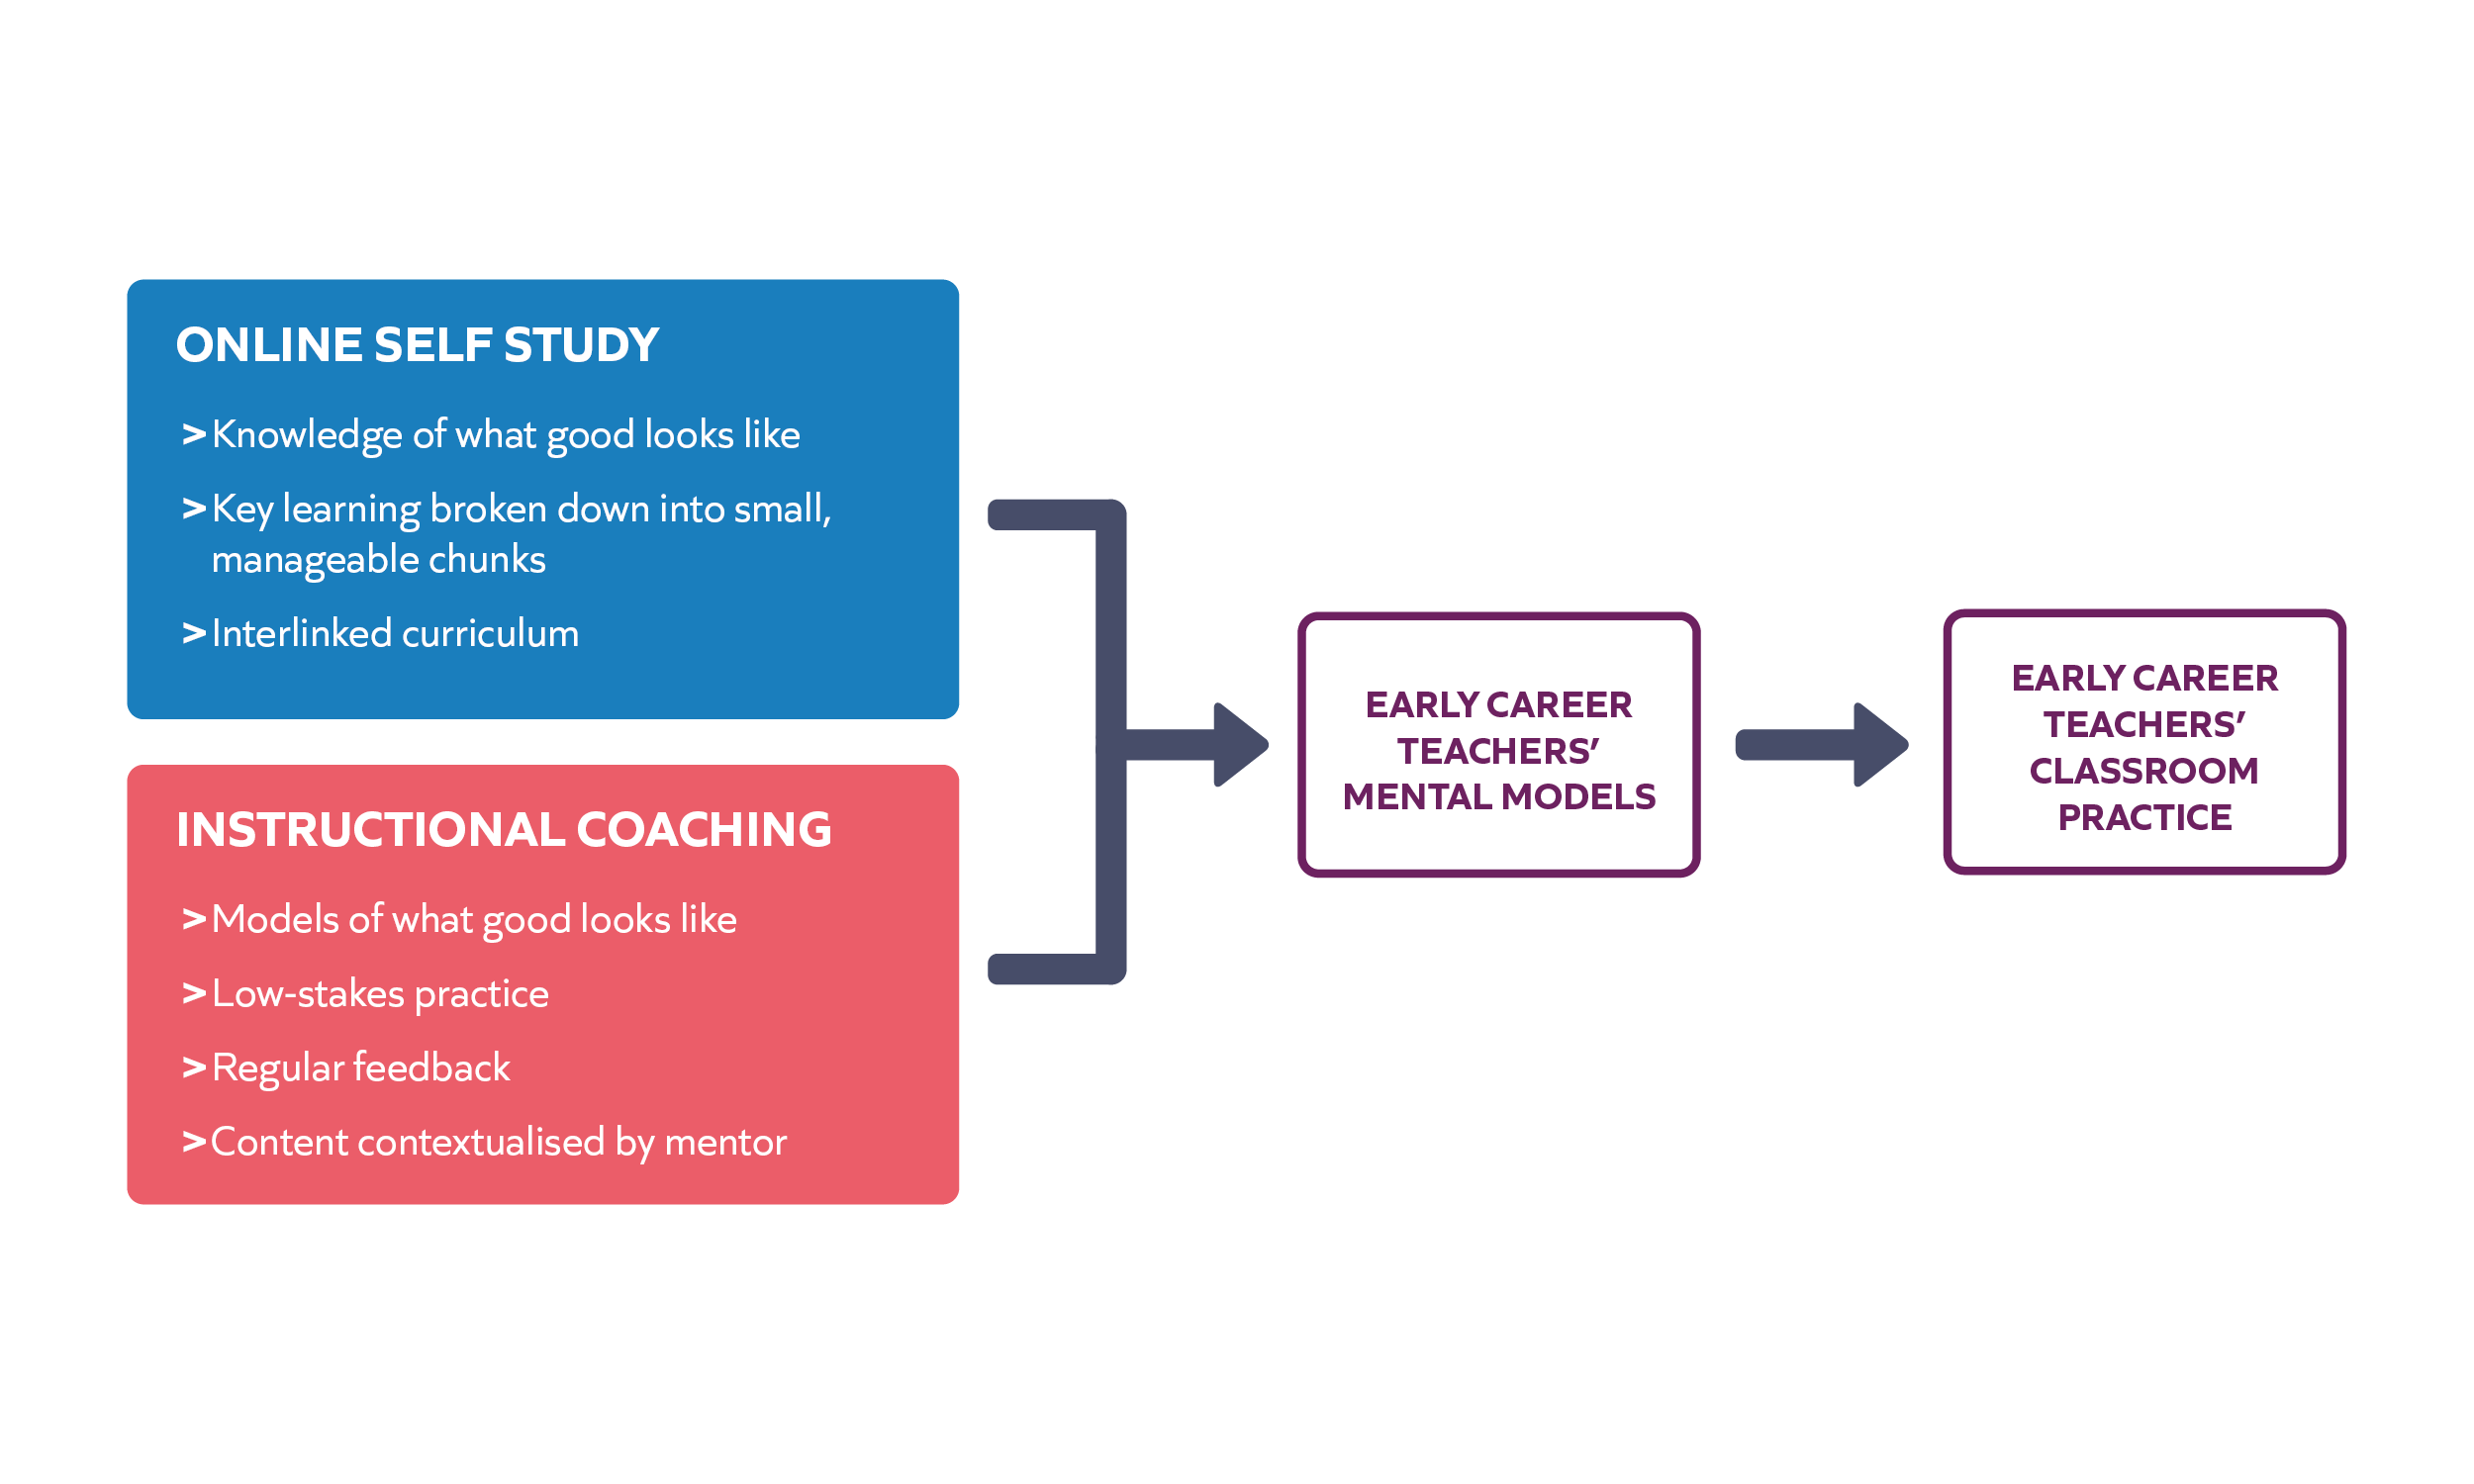 ONLINE SELF STUDY
> Knowledge of what good looks like
> Key learning broken down into small,
manageable chunks
> Interlinked curriculum
INSTRUCTIONAL COACHING
> Models of what good looks like
> Low-stakes practice
> Regular feedback
> Content contextualised by mentor
EARLY CAREER
TEACHERS’
MENTAL MODELS
EARLY CAREER
TEACHERS’
CLASSROOM
PRACTICE